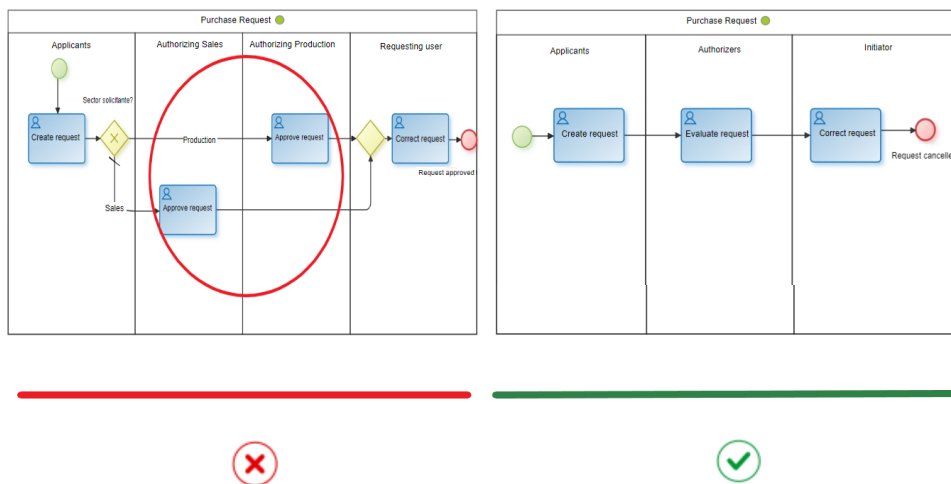 Purchase Request
Applicants
Authorizing Sales
Authorizing Production
Requesting user
Sector solicitante?
Create request
X
Production
Approve request
Correct request
Request approved
Sales
Approve request
Purchase Request
Applicants
Authorizers
Initiator
Create request
Evaluate request
Correct request
Request cancelle